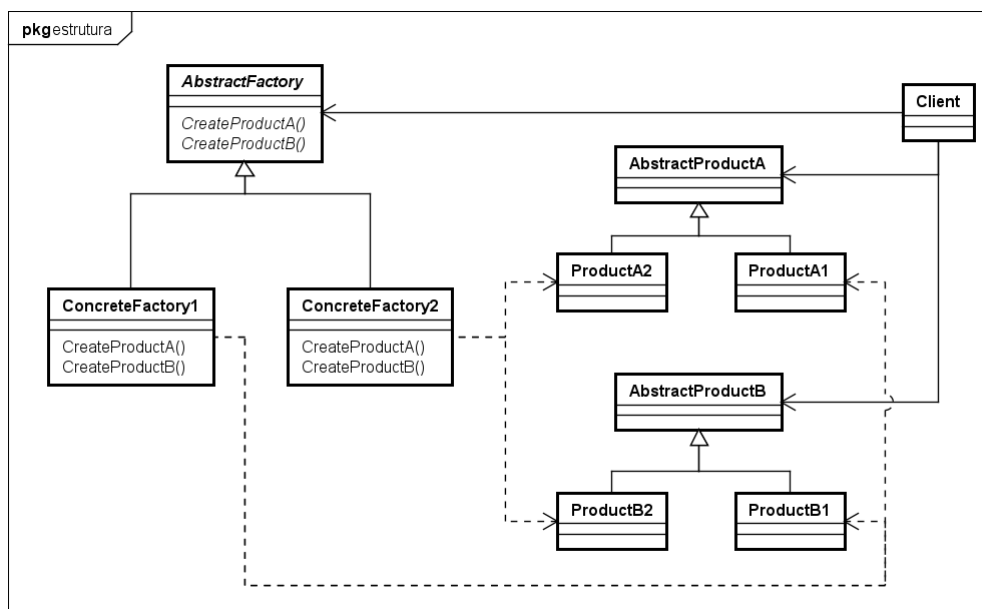 pkg estrutura
AbstractFactory
CreateProductA()
CreateProductB()
Client
AbstractProductA
ProductA2
ProductA1
ConcreteFactory1
CreateProductA()
CreateProductB()
ConcreteFactory2
CreateProductA()
CreateProductB()
AbstractProductB
ProductB2
ProductB1